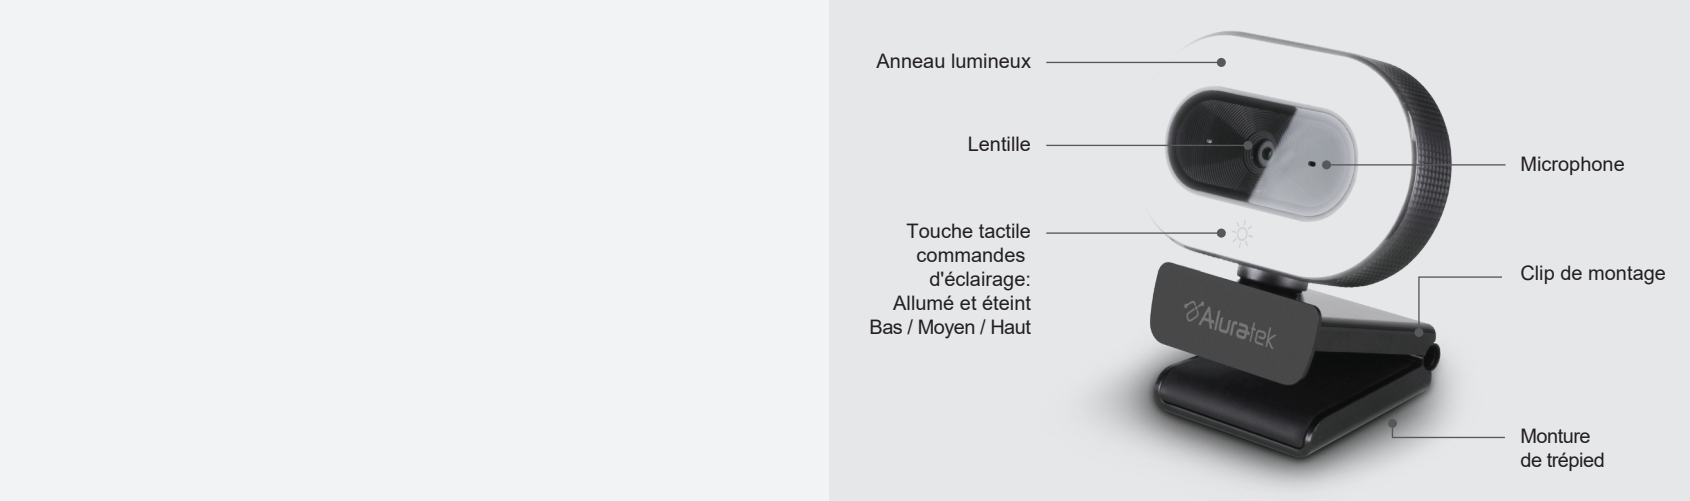 Anneau lumineux
Lentille
Touche tactile
commandes
d'éclairage:
Allumé et éteint
Bas / Moyen / Haut
Aluratek
Microphone
Clip de montage
Monture
de trépied